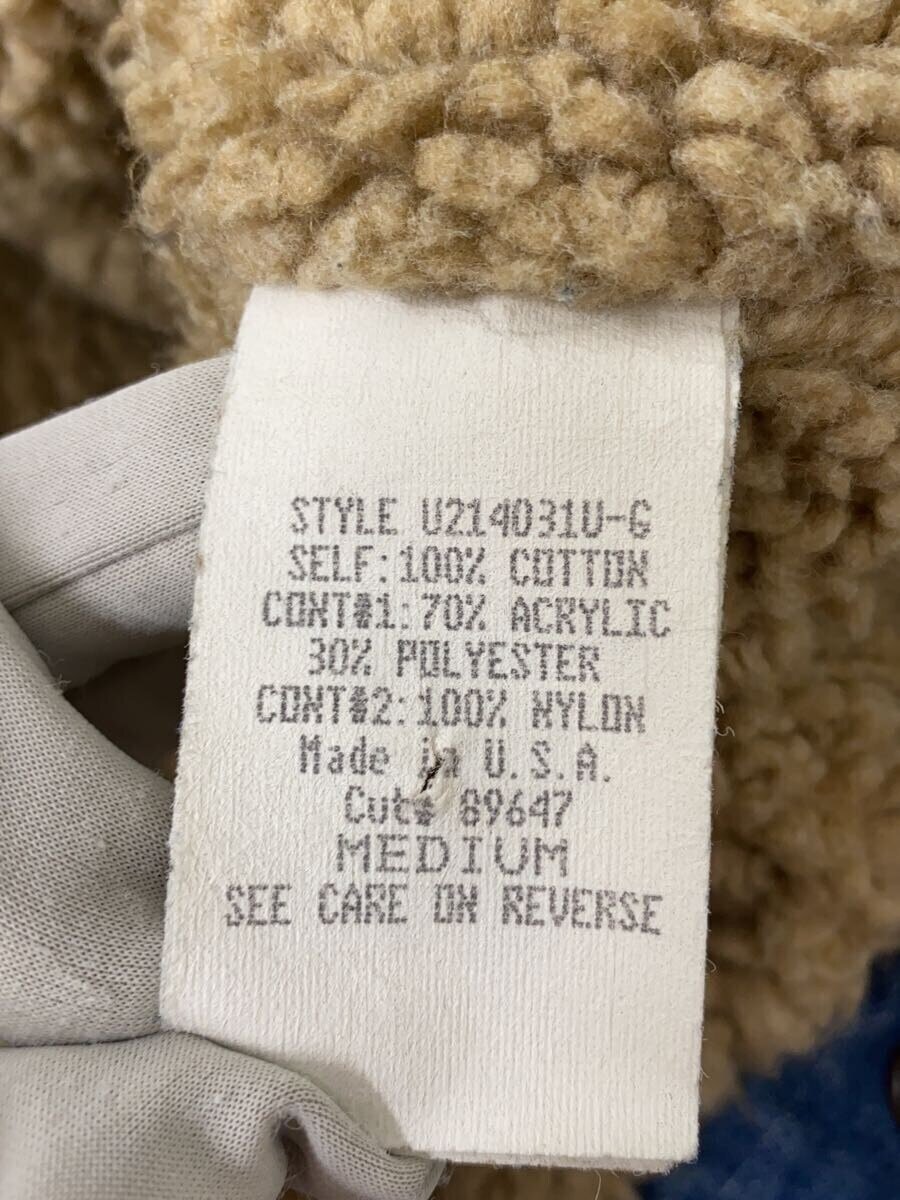 STYLE U214031U-G
SELF:100% COTTON
CONT#1:70% ACRYLIC
30% POLYESTER
CONT#2:100% NYLON
Made in U.S.A.
Cut# 89647
MEDIUM
SEE CARE ON REVERSE